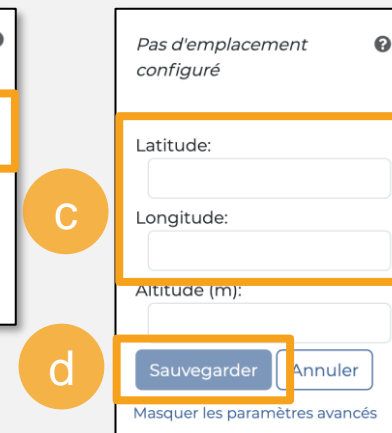 Pas d'emplacement
configuré
Latitude:
c
Longitude:
Altitude (m):
d
Sauvegarder
Annuler
Masquer les paramètres avancés